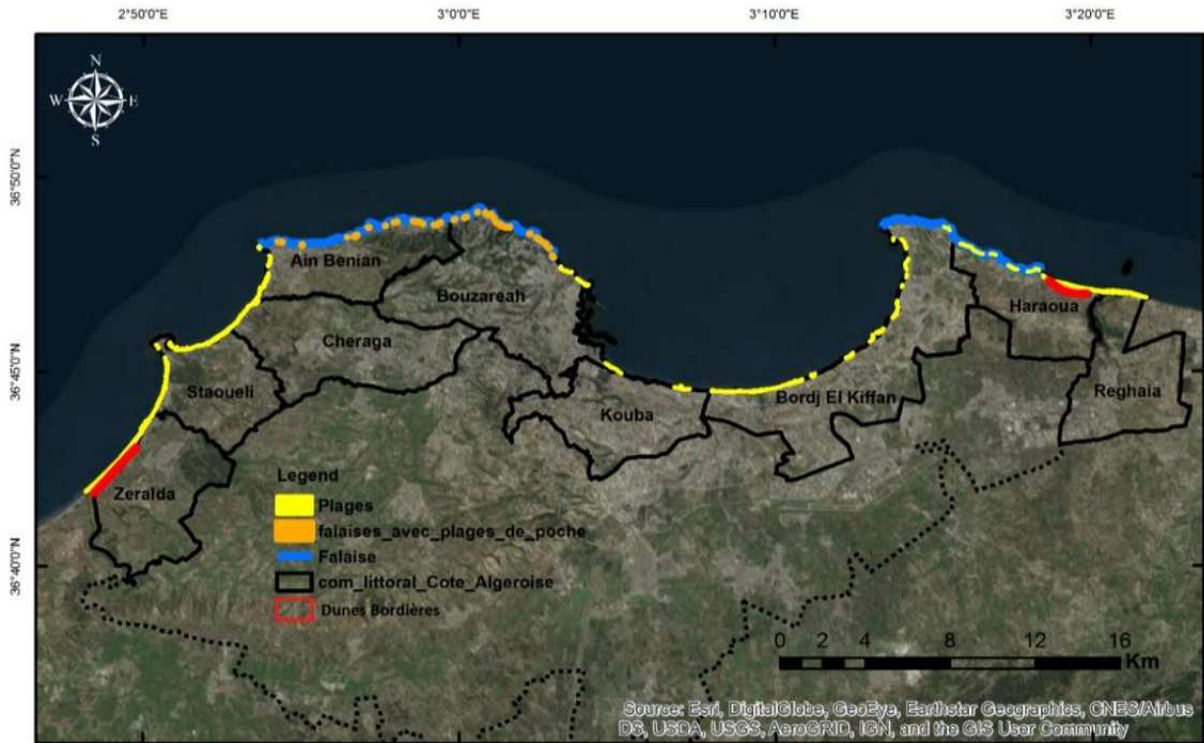 2°50'0"E 3°0'0"E 3°10'0"E 3°20'0"E
N
W E
S
36°50'0"N
36°45'0"N
36°40'0"N
Ain Benian
Bouzareah
Haraoua
Cheraga
Staoueli
Reghaia
Bordj El Kiffan
Kouba
Zeralda
Legend
Plages
falaises_avec_plages_de_poche
Falaise
com_littoral_Cote_Algeroise
Dunes Bordières
0 2 4 8 12 16
Km
Source: Esri, DigitalGlobe, GeoEye, Earthstar Geographics, CNES/Airbus
DS, USDA, USGS, AeroGRID, IGN, and the GIS User Community